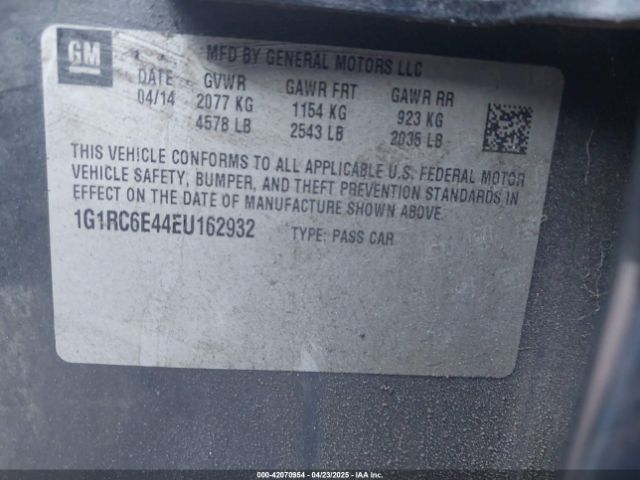 GM
MFD BY GENERAL MOTORS LLC
DATE GVWR GAWR FRT GAWR RR
04/14 2077 KG 1154 KG 923 KG
4578 LB 2543 LB 2035 LB
THIS VEHICLE CONFORMS TO ALL APPLICABLE U.S. FEDERAL MOTOR
VEHICLE SAFETY, BUMPER, AND THEFT PREVENTION STANDARDS IN
EFFECT ON THE DATE OF MANUFACTURE SHOWN ABOVE.
1G1RC6E44EU162932 TYPE: PASS CAR
© IAA - 42070954 - 04/23/2025 - © IAA